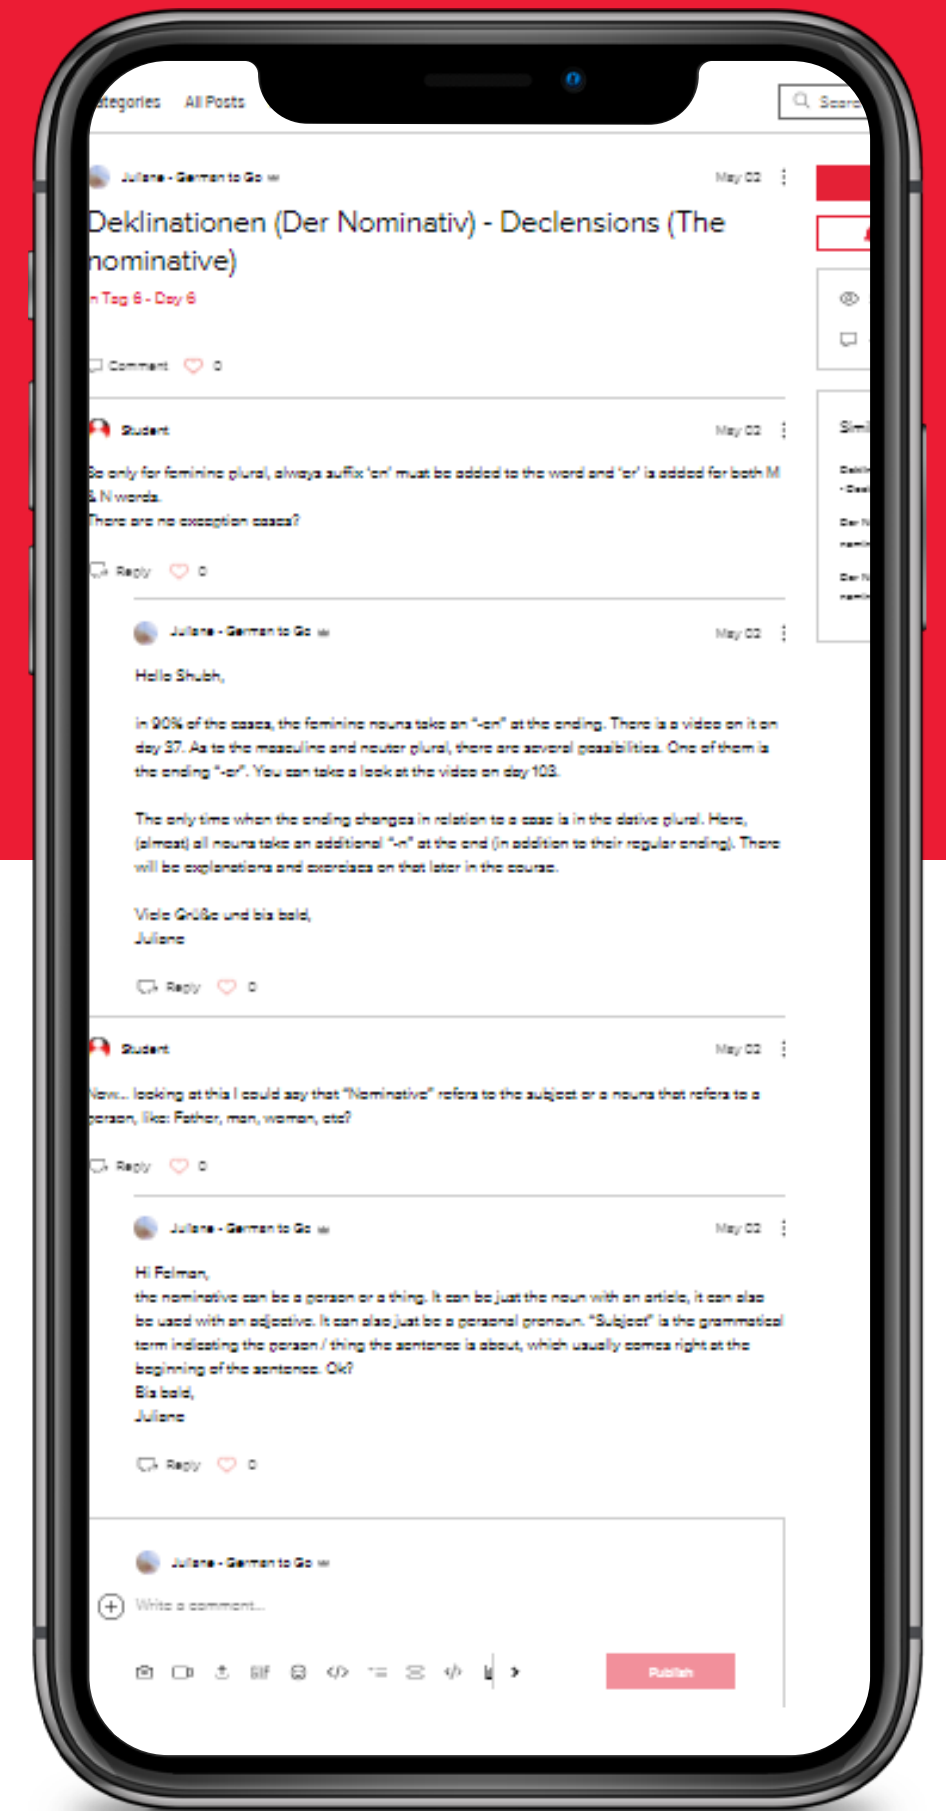 ategories All Posts
Searc
Juliane - German to Go
May 02
Deklinationen (Der Nominativ) - Declensions (The
nominative)
n Tag 6 - Day 6
Comment 0
Student
May 02
So only for feminine plural, always suffix 'en' must be added to the word and 'er' is added for both M
& N words.
There are no exception cases?
Reply 0
Juliane - German to Go
May 02
Hello Shubh,
in 90% of the cases, the feminine nouns take an "-en" at the ending. There is a video on it on
day 37. As to the masculine and neuter plural, there are several possibilities. One of them is
the ending "-er". You can take a look at the video on day 103.
The only time when the ending changes in relation to a case is in the dative plural. Here,
(almost) all nouns take an additional "-n" at the end (in addition to their regular ending). There
will be explanations and exercises on that later in the course.
Viele Grüße und bis bald,
Juliane
Reply 0
Student
May 02
Now... looking at this I could say that "Nominative" refers to the subject or a nouns that refers to a
person, like: Father, man, woman, etc?
Reply 0
Juliane - German to Go
May 02
Hi Felman,
the nominative can be a person or a thing. It can be just the noun with an article, it can also
be used with an adjective. It can also just be a personal pronoun. "Subject" is the grammatical
term indicating the person / thing the sentence is about, which usually comes right at the
beginning of the sentence. Ok?
Bis bald,
Juliane
Reply 0
Juliane - German to Go
Write a comment...
GIF
Publish
Simi
Dekli
- Decl
Der N
nomin
Der N
nomin